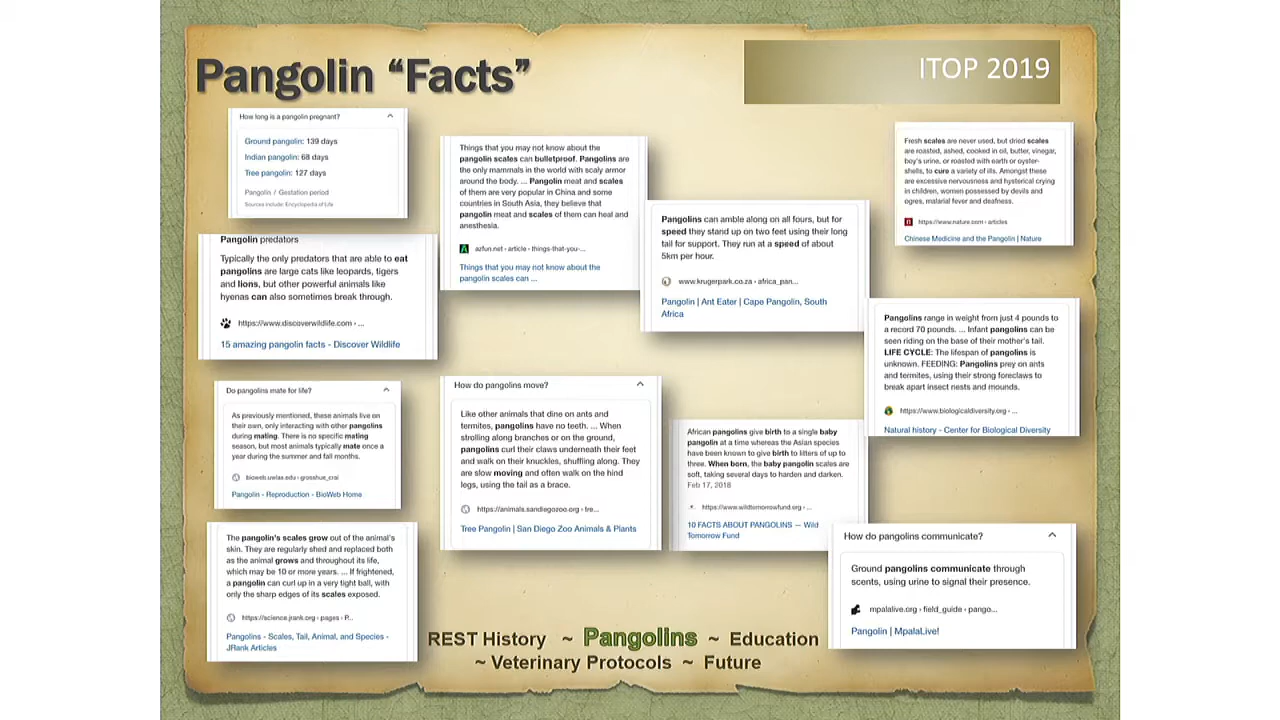 Pangolin “Facts”
ITOP 2019
How long is a pangolin pregnant?
Ground pangolin: 139 days
Indian pangolin: 68 days
Tree pangolin: 127 days
Pangolin / Gestation period
Sources include: Encyclopedia of Life
Things that you may not know about the
pangolin scales can bulletproof. Pangolins are
the only mammals in the world with scaly armor
around the body. ... Pangolin meat and scales
of them are very popular in China and some
countries in South Asia, they believe that
pangolin meat and scales of them can heal and
anesthesia.
azfun.net › article › things-that-you-...
Things that you may not know about the
pangolin scales can ...
Pangolins can amble along on all fours, but for
speed they stand up on two feet using their long
tail for support. They run at a speed of about
5km per hour.
www.krugerpark.co.za › africa_pan...
Pangolin | Ant Eater | Cape Pangolin, South
Africa
Fresh scales are never used, but dried scales
are roasted, ashed, cooked in oil, butter, vinegar,
boy's urine, or roasted with earth or oyster-
shells, to cure a variety of ills. Amongst these
are excessive nervousness and hysterical crying
in children, women possessed by devils and
ogres, malarial fever and deafness.
https://www.nature.com › articles
Chinese Medicine and the Pangolin | Nature
Pangolin predators
Typically the only predators that are able to eat
pangolins are large cats like leopards, tigers
and lions, but other powerful animals like
hyenas can also sometimes break through.
https://www.discoverwildlife.com › ...
15 amazing pangolin facts - Discover Wildlife
Pangolins range in weight from just 4 pounds to
a record 70 pounds. ... Infant pangolins can be
seen riding on the base of their mother's tail.
LIFE CYCLE: The lifespan of pangolins is
unknown. FEEDING: Pangolins prey on ants
and termites, using their strong foreclaws to
break apart insect nests and mounds.
https://www.biologicaldiversity.org › ...
Natural history - Center for Biological Diversity
Do pangolins mate for life?
As previously mentioned, these animals live on
their own, only interacting with other pangolins
during mating. There is no specific mating
season, but most animals typically mate once a
year during the summer and fall months.
bioweb.uwlax.edu › grosshue_crai
Pangolin - Reproduction - BioWeb Home
How do pangolins move?
Like other animals that dine on ants and
termites, pangolins have no teeth. ... When
strolling along branches or on the ground,
pangolins curl their claws underneath their feet
and walk on their knuckles, shuffling along. They
are slow moving and often walk on the hind
legs, using the tail as a brace.
https://animals.sandiegozoo.org › tre...
Tree Pangolin | San Diego Zoo Animals & Plants
African pangolins give birth to a single baby
pangolin at a time whereas the Asian species
have been known to give birth to litters of up to
three. When born, the baby pangolin scales are
soft, taking several days to harden and darken.
Feb 17, 2018
https://www.wildtomorrowfund.org › ...
10 FACTS ABOUT PANGOLINS — Wild
Tomorrow Fund
The pangolin's scales grow out of the animal's
skin. They are regularly shed and replaced both
as the animal grows and throughout its life,
which may be 10 or more years. ... If frightened,
a pangolin can curl up in a very tight ball, with
only the sharp edges of its scales exposed.
https://science.jrank.org › pages › P...
Pangolins - Scales, Tail, Animal, and Species -
JRank Articles
How do pangolins communicate?
Ground pangolins communicate through
scents, using urine to signal their presence.
mpalalive.org › field_guide › pango...
Pangolin | MpalaLive!
REST History ~ Pangolins ~ Education
~ Veterinary Protocols ~ Future